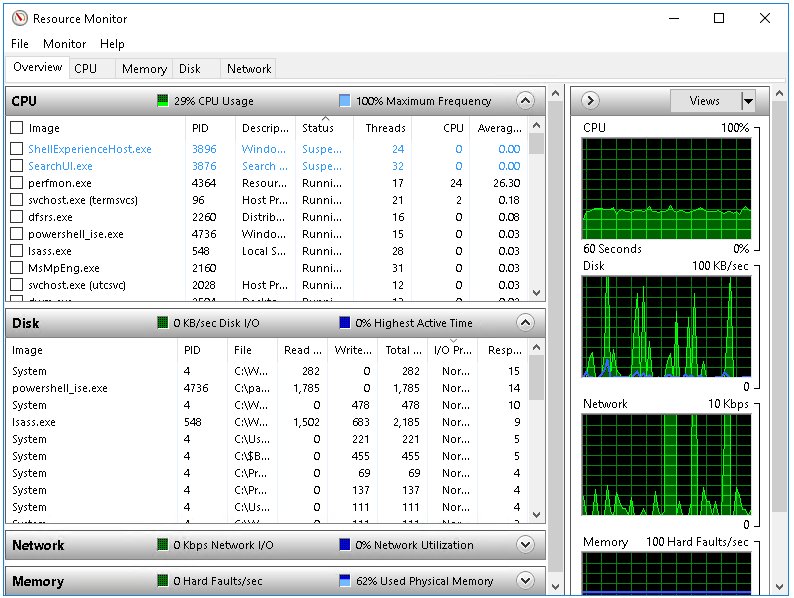 Resource Monitor
File Monitor Help
Overview CPU Memory Disk Network
CPU 29% CPU Usage 100% Maximum Frequency
Image PID Descrip... Status Threads CPU Averag...
ShellExperienceHost.exe 3896 Windo... Suspe... 24 0 0.00
SearchUI.exe 3876 Search ... Suspe... 32 0 0.00
perfmon.exe 4364 Resour... Runni... 17 24 26.30
svchost.exe (termsvcs) 96 Host Pr... Runni... 21 2 0.18
dfsrs.exe 2260 Distrib... Runni... 16 0 0.08
powershell_ise.exe 4736 Windo... Runni... 15 0 0.03
lsass.exe 548 Local S... Runni... 28 0 0.03
MsMpEng.exe 2160 Runni... 31 0 0.03
svchost.exe (utcsvc) 2028 Host Pr... Runni... 12 0 0.03
Disk 0 KB/sec Disk I/O 0% Highest Active Time
Image PID File Read ... Write... Total ... I/O Pr... Resp...
System 4 C:\W... 282 0 282 Nor... 15
powershell_ise.exe 4736 C:\pa... 1,785 0 1,785 Nor... 14
System 4 C:\W... 0 478 478 Nor... 10
lsass.exe 548 C:\W... 1,502 683 2,185 Nor... 9
System 4 C:\Us... 0 221 221 Nor... 5
System 4 C:\$B... 0 455 455 Nor... 5
System 4 C:\Pr... 0 69 69 Nor... 4
System 4 C:\Pr... 0 137 137 Nor... 4
System 4 C:\Us... 0 111 111 Nor... 4
Network 0 Kbps Network I/O 0% Network Utilization
Memory 0 Hard Faults/sec 62% Used Physical Memory
Views
CPU 100%
60 Seconds 0%
Disk 100 KB/sec
0
Network 10 Kbps
0
Memory 100 Hard Faults/sec